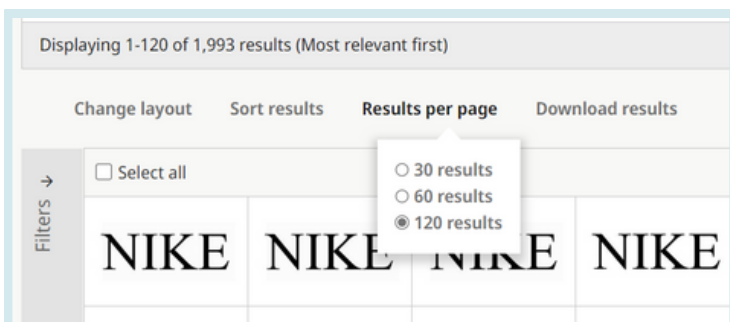 Displaying 1-120 of 1,993 results (Most relevant first)
Change layout Sort results Results per page Download results
Filters
Select all
30 results
60 results
120 results
NIKE NIKE NIKE NIKE